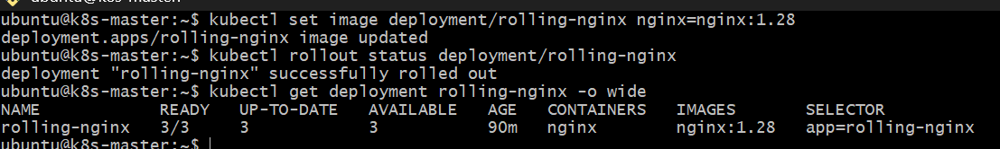 ubuntu@k8s-master:~$ kubectl set image deployment/rolling-nginx nginx=nginx:1.28
deployment.apps/rolling-nginx image updated
ubuntu@k8s-master:~$ kubectl rollout status deployment/rolling-nginx
deployment "rolling-nginx" successfully rolled out
ubuntu@k8s-master:~$ kubectl get deployment rolling-nginx -o wide
NAME READY UP-TO-DATE AVAILABLE AGE CONTAINERS IMAGES SELECTOR
rolling-nginx 3/3 3 3 90m nginx nginx:1.28 app=rolling-nginx
ubuntu@k8s-master:~$